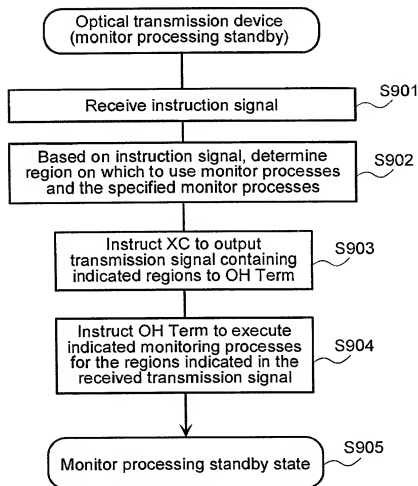 Optical transmission device
(monitor processing standby)
S901
Receive instruction signal
Based on instruction signal, determine
region on which to use monitor processes
and the specified monitor processes
S902
Instruct XC to output
transmission signal containing
indicated regions to OH Term
S903
Instruct OH Term to execute
indicated monitoring processes
for the regions indicated in the
received transmission signal
S904
Monitor processing standby state
S905